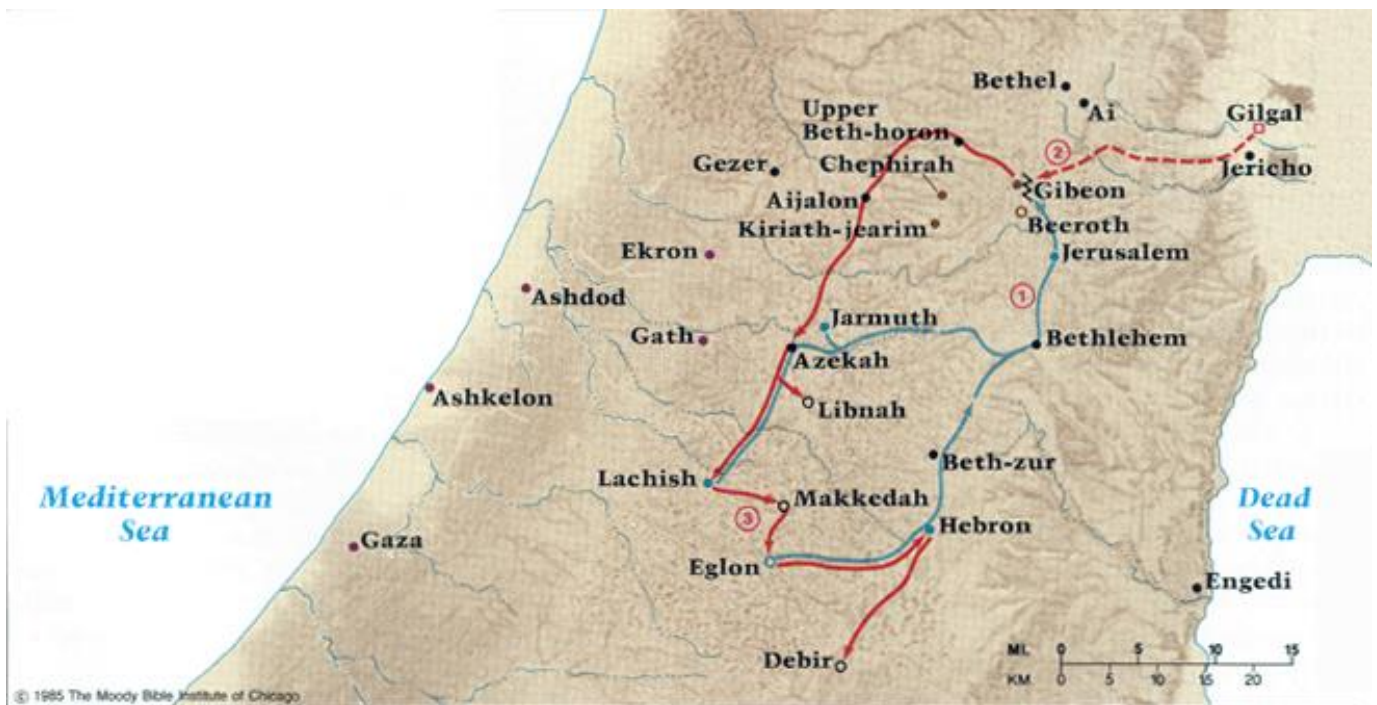 Bethel
Ai
Gilgal
Upper
Beth-horon
Chephirah
Gezer
2
Jericho
Gibeon
Aijalon
Kiriath-jearim
Beeroth
Ekron
Jerusalem
Ashdod
1
Jarmuth
Gath
Bethlehem
Azekah
Ashkelon
Libnah
Beth-zur
Lachish
Makkedah
Mediterranean
Sea
Dead
Sea
3
Hebron
Gaza
Eglon
Engedi
Debir
MI. 0 5 10 15
KM 0 5 10 15 20
© 1985 The Moody Bible Institute of Chicago